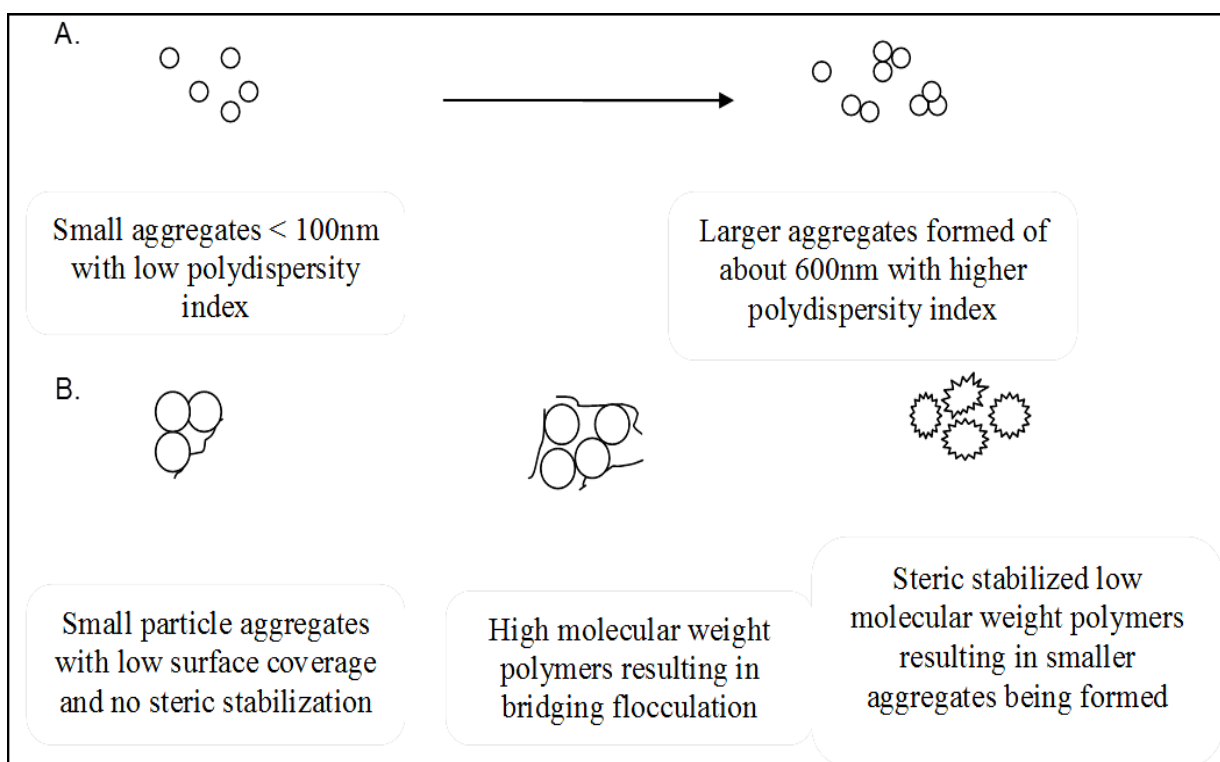 A.
Small aggregates < 100nm
with low polydispersity
index
Larger aggregates formed of
about 600nm with higher
polydispersity index
B.
Small particle aggregates
with low surface coverage
and no steric stabilization
High molecular weight
polymers resulting in
bridging flocculation
Steric stabilized low
molecular weight polymers
resulting in smaller
aggregates being formed